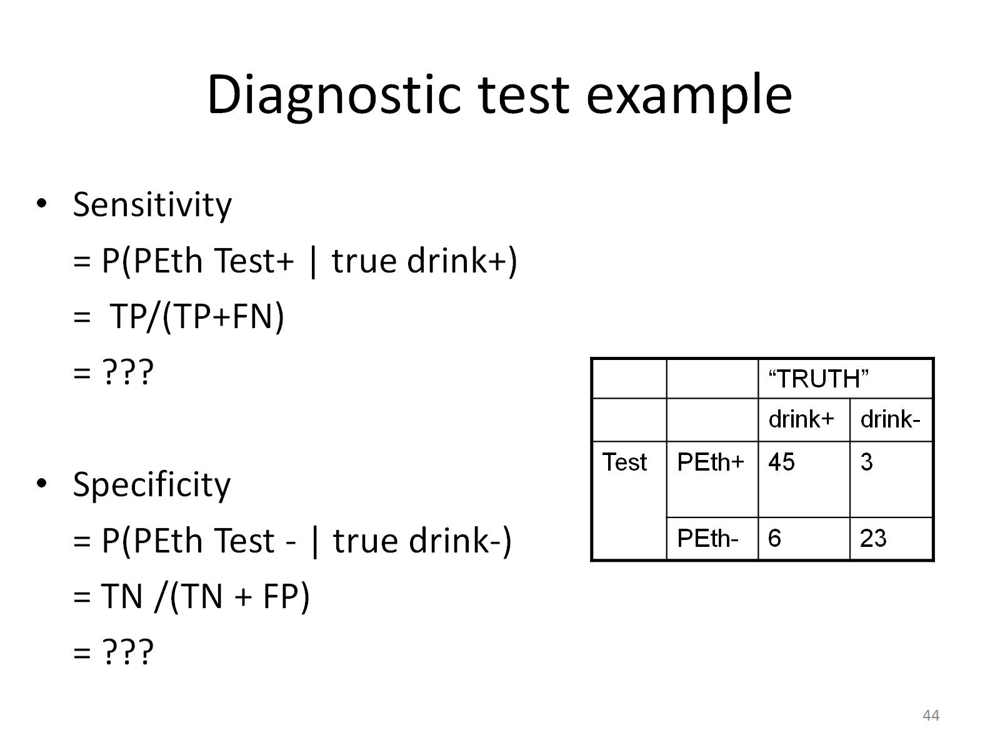 Diagnostic test example
• Sensitivity
= P(PEth Test+ | true drink+)
= TP/(TP+FN)
= ???
• Specificity
= P(PEth Test - | true drink-)
= TN /(TN + FP)
= ???
“TRUTH”
drink+ drink-
Test PEth+ 45 3
PEth- 6 23
44